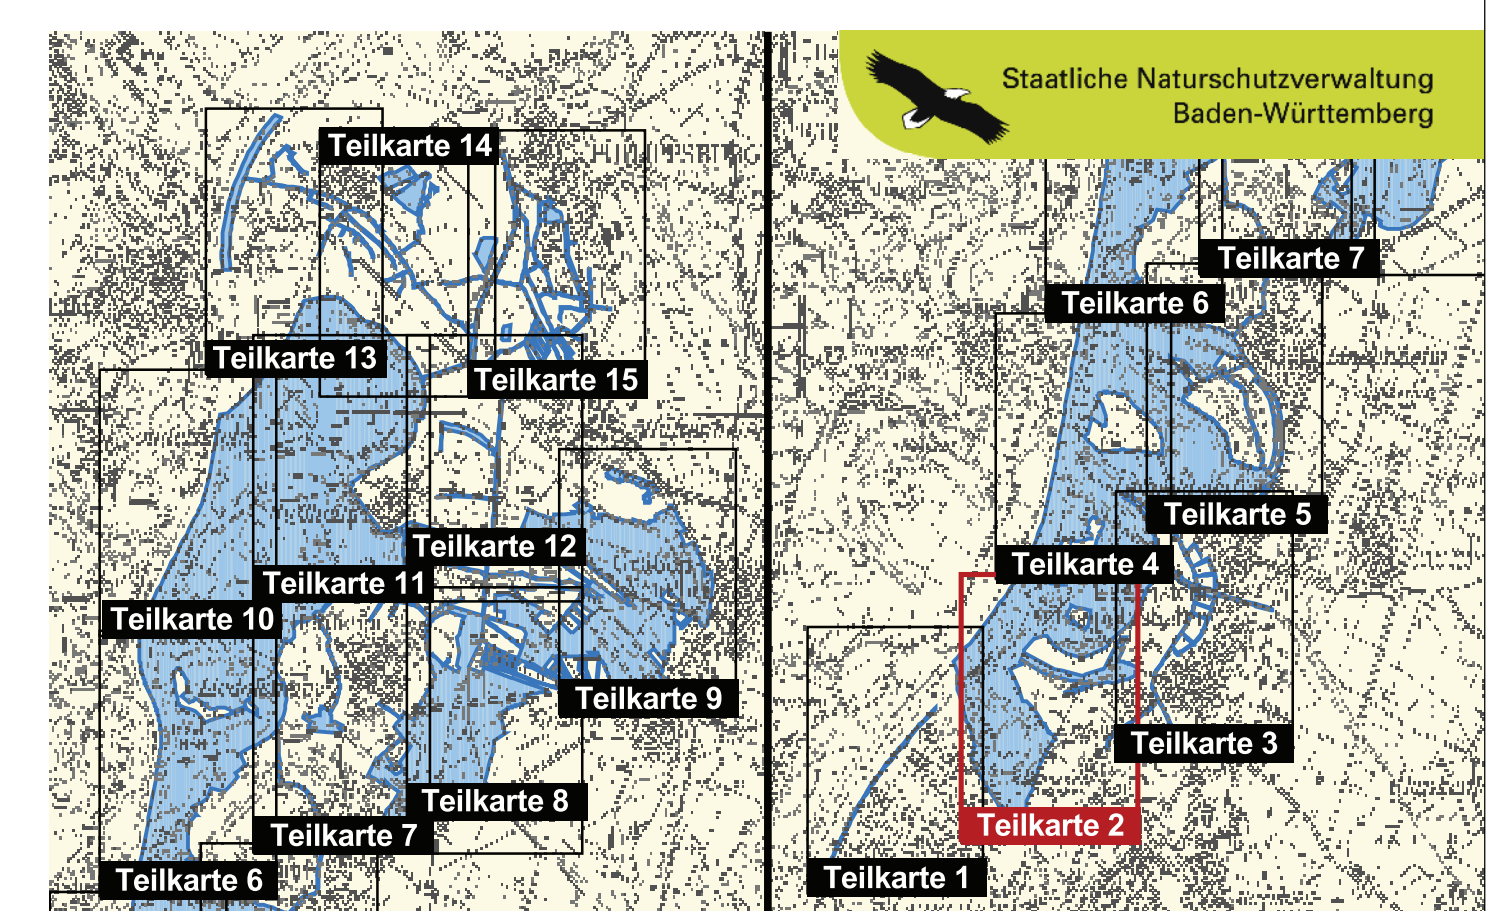 Staatliche Naturschutzverwaltung
Baden-Württemberg
Teilkarte 14
Teilkarte 13
Teilkarte 15
Teilkarte 12
Teilkarte 11
Teilkarte 10
Teilkarte 9
Teilkarte 8
Teilkarte 7
Teilkarte 6
Teilkarte 7
Teilkarte 6
Teilkarte 5
Teilkarte 4
Teilkarte 3
Teilkarte 2
Teilkarte 1